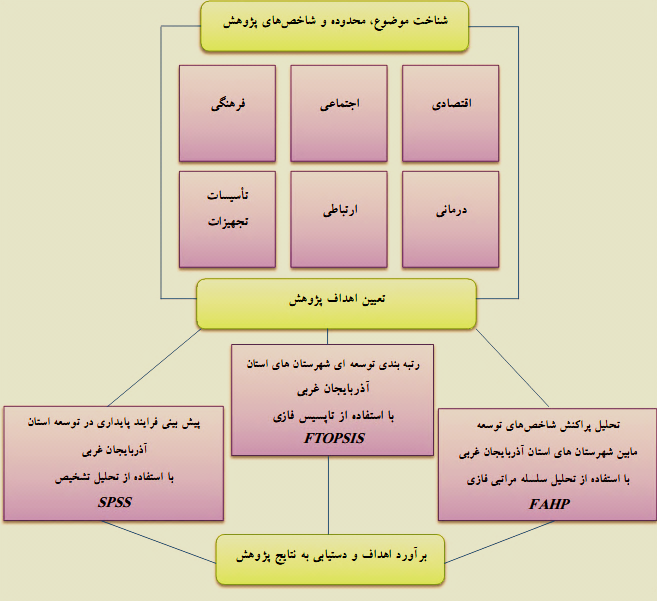 شناخت موضوع، محدوده و شاخص‌های پژوهش
اقتصادی
اجتماعی
فرهنگی
درمانی
ارتباطی
تأسیسات
تجهیزات
تعیین اهداف پژوهش
تحلیل پراکنش شاخص‌های توسعه
مابین شهرستان های استان آذربایجان غربی
با استفاده از تحلیل سلسله مراتبی فازی
FAHP
رتبه بندی توسعه ای شهرستان های استان
آذربایجان غربی
با استفاده از تاپسیس فازی
FTOPSIS
پیش بینی فرایند پایداری در توسعه استان
آذربایجان غربی
با استفاده از تحلیل تشخیص
SPSS
برآورد اهداف و دستیابی به نتایج پژوهش